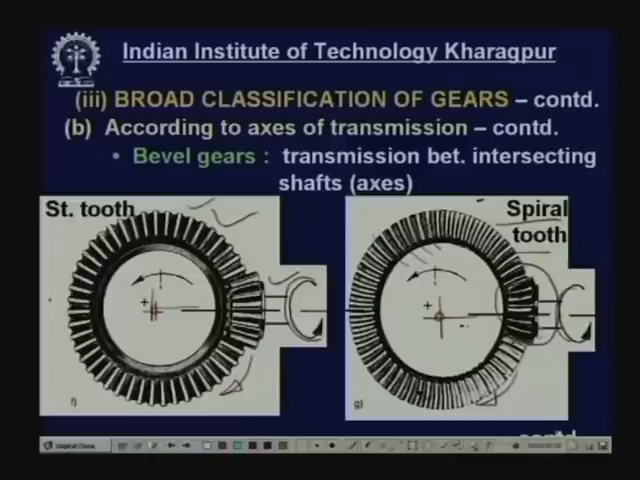 Indian Institute of Technology Kharagpur
(iii) BROAD CLASSIFICATION OF GEARS – contd.
(b) According to axes of transmission – contd.
• Bevel gears : transmission bet. intersecting
shafts (axes)
St. tooth
Spiral
tooth
f)
g)
contd